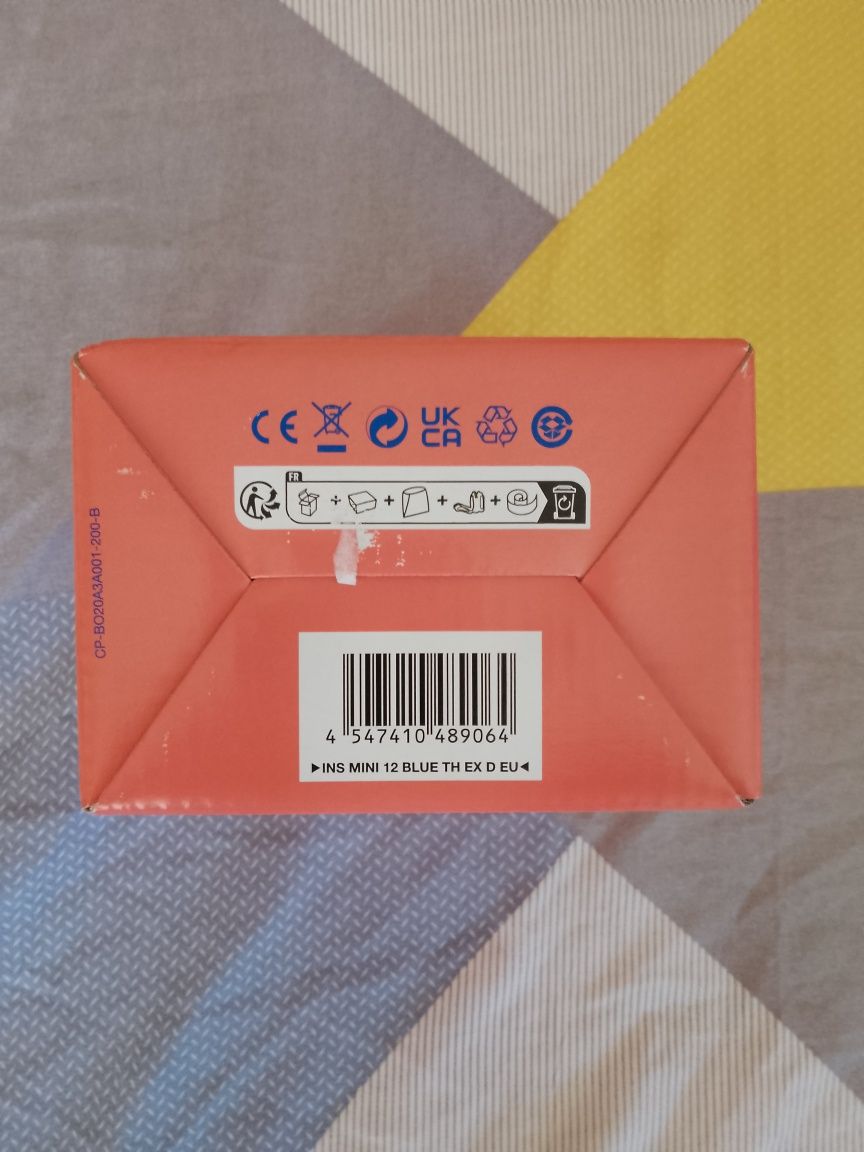 CE
UK
CA
FR
CP-BO20A3A001-200-B
4 547410 489064
▶INS MINI 12 BLUE TH EX D EU◀